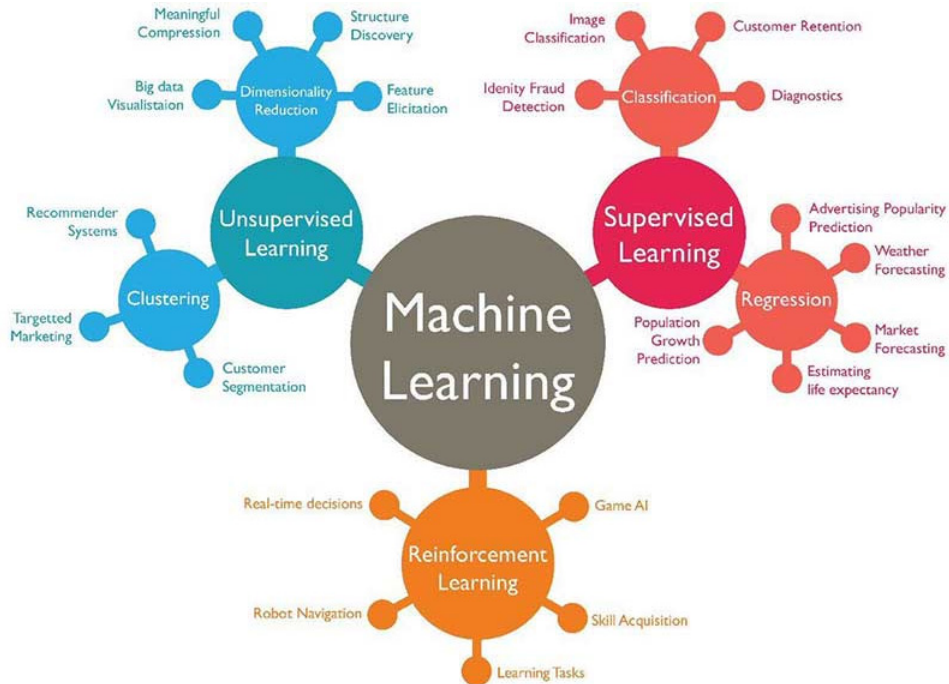 Meaningful
Compression
Structure
Discovery
Big data
Visualistaion
Dimensionality
Reduction
Feature
Elicitation
Image
Classification
Customer Retention
Idenity Fraud
Detection
Classification
Diagnostics
Unsupervised
Learning
Supervised
Learning
Recommender
Systems
Clustering
Targetted
Marketing
Customer
Segmentation
Machine
Learning
Advertising Popularity
Prediction
Weather
Forecasting
Regression
Population
Growth
Prediction
Market
Forecasting
Estimating
life expectancy
Real-time decisions
Game AI
Reinforcement
Learning
Robot Navigation
Skill Acquisition
Learning Tasks